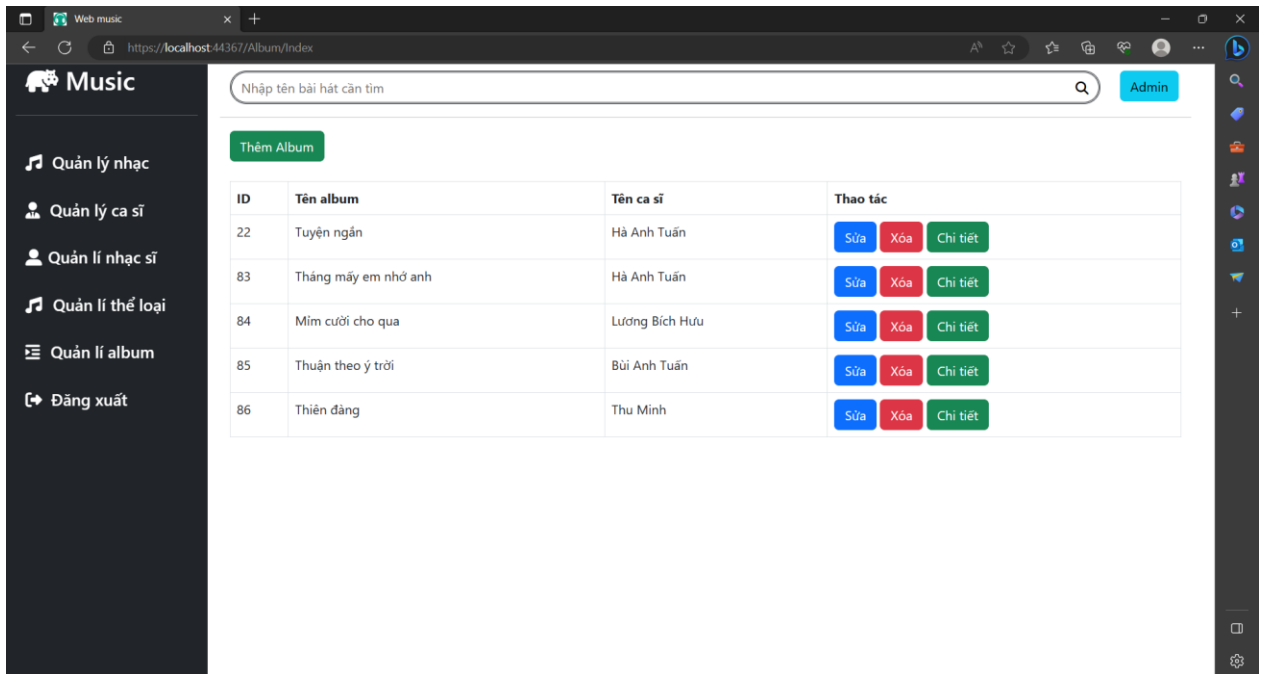 Web music
https://localhost:44367/Album/Index
Music
Nhập tên bài hát cần tìm
Admin
Quản lý nhạc
Quản lý ca sĩ
Quản lí nhạc sĩ
Quản lí thể loại
Quản lí album
Đăng xuất
Thêm Album
ID Tên album Tên ca sĩ Thao tác
22 Tuyện ngắn Hà Anh Tuấn Sửa Xóa Chi tiết
83 Tháng mấy em nhớ anh Hà Anh Tuấn Sửa Xóa Chi tiết
84 Mỉm cười cho qua Lương Bích Hưu Sửa Xóa Chi tiết
85 Thuận theo ý trời Bùi Anh Tuấn Sửa Xóa Chi tiết
86 Thiên đàng Thu Minh Sửa Xóa Chi tiết